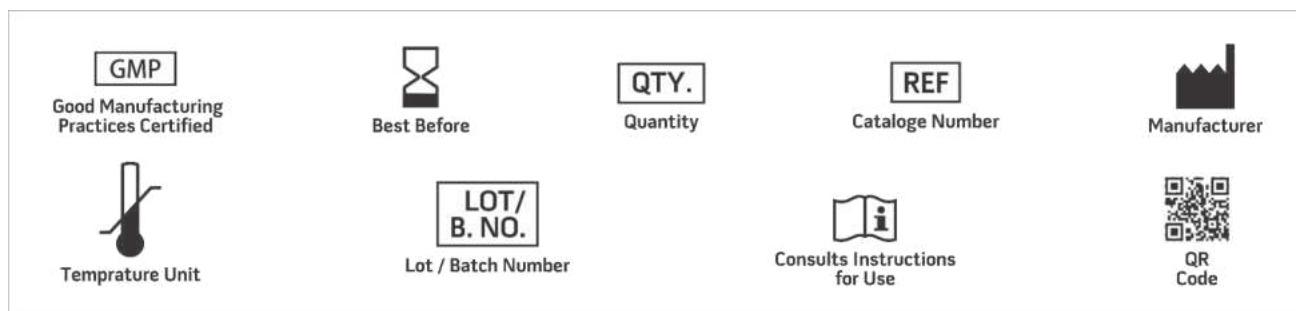 GMP
Good Manufacturing
Practices Certified
Best Before
QTY.
Quantity
REF
Cataloge Number
Manufacturer
Temprature Unit
LOT/
B. NO.
Lot / Batch Number
i
Consults Instructions
for Use
QR
Code